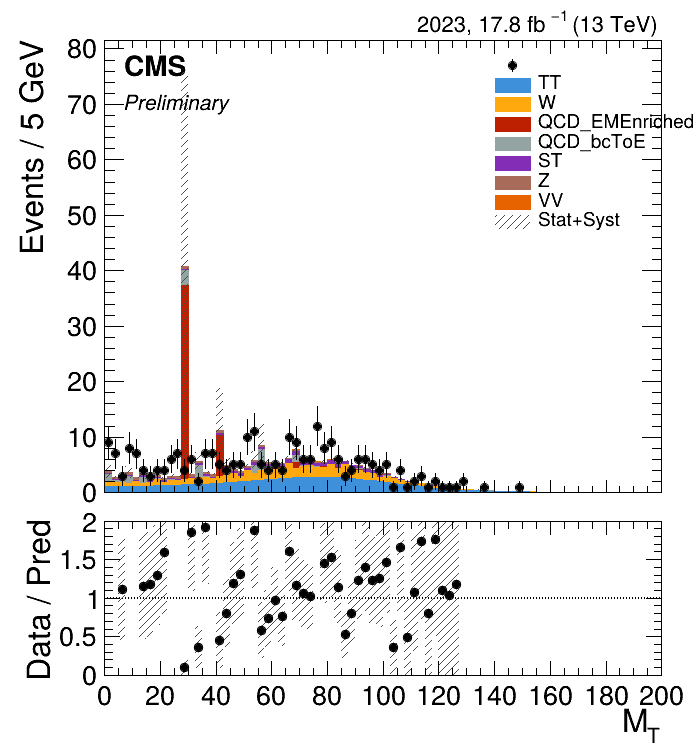 2023, 17.8 fb⁻¹ (13 TeV)
CMS
Preliminary
Events / 5 GeV
80
70
60
50
40
30
20
10
0
TT
W
QCD_EMEnriched
QCD_bcToE
ST
Z
VV
Stat+Syst
Data / Pred
2
1.5
1
0.5
0
0 20 40 60 80 100 120 140 160 180 200
M_T